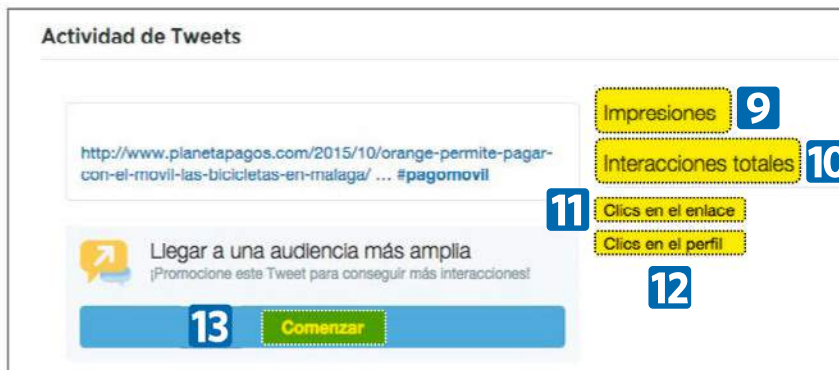 Actividad de Tweets
http://www.planetapagos.com/2015/10/orange-permite-pagar-
con-el-movil-las-bicicletas-en-malaga/ ... #pagomovil
Llegar a una audiencia más amplia
¡Promocione este Tweet para conseguir más interacciones!
13 Comenzar
Impresiones 9
Interacciones totales 10
11 Clics en el enlace
Clics en el perfil
12